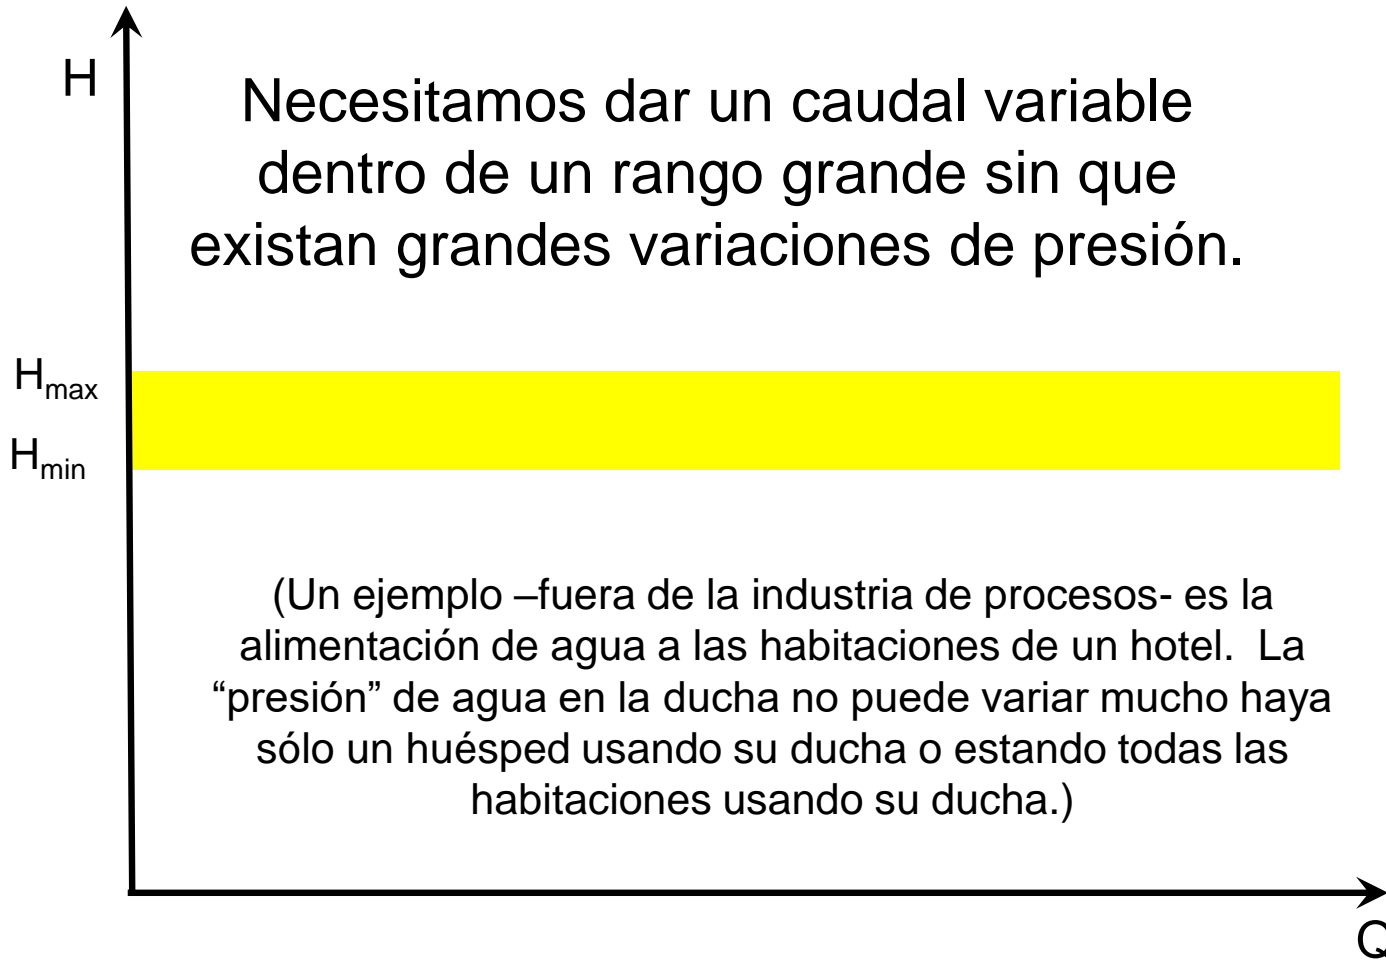 H
Necesitamos dar un caudal variable
dentro de un rango grande sin que
existan grandes variaciones de presión.
Hmax
Hmin
(Un ejemplo –fuera de la industria de procesos- es la
alimentación de agua a las habitaciones de un hotel.  La
“presión” de agua en la ducha no puede variar mucho haya
sólo un huésped usando su ducha o estando todas las
habitaciones usando su ducha.)
Q